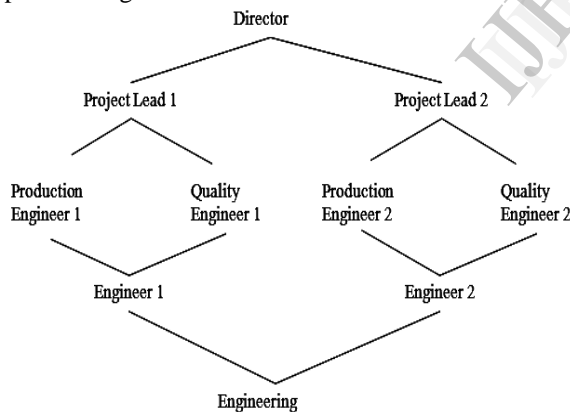 Director
Project Lead 1
Project Lead 2
Production
Engineer 1
Quality
Engineer 1
Production
Engineer 2
Quality
Engineer 2
Engineer 1
Engineer 2
Engineering